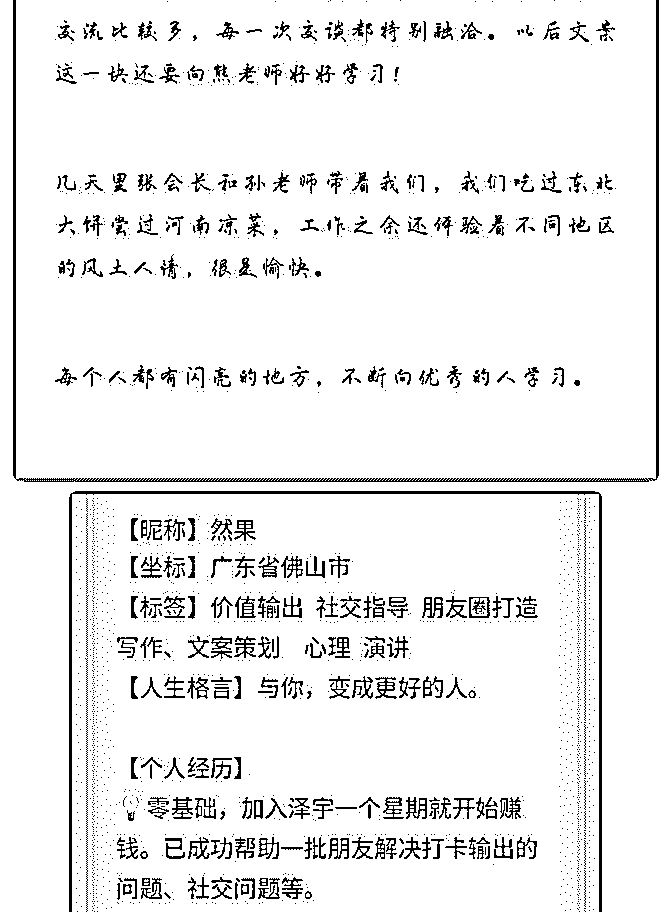 交流比较多，每一次交谈都特别融洽。以后文案
这一块还要向熊老师好好学习！
几天里张会长和孙老师带着我们，我们吃过东北
大饼尝过河南凉菜，工作之余还体验着不同地区
的风土人情，很是愉快。
每个人都有闪亮的地方，不断向优秀的人学习。
【昵称】然果
【坐标】广东省佛山市
【标签】价值输出 社交指导 朋友圈打造
写作、文案策划 心理 演讲
【人生格言】与你，变成更好的人。
【个人经历】
💡零基础，加入泽宇一个星期就开始赚
钱。已成功帮助一批朋友解决打卡输出的
问题、社交问题等。